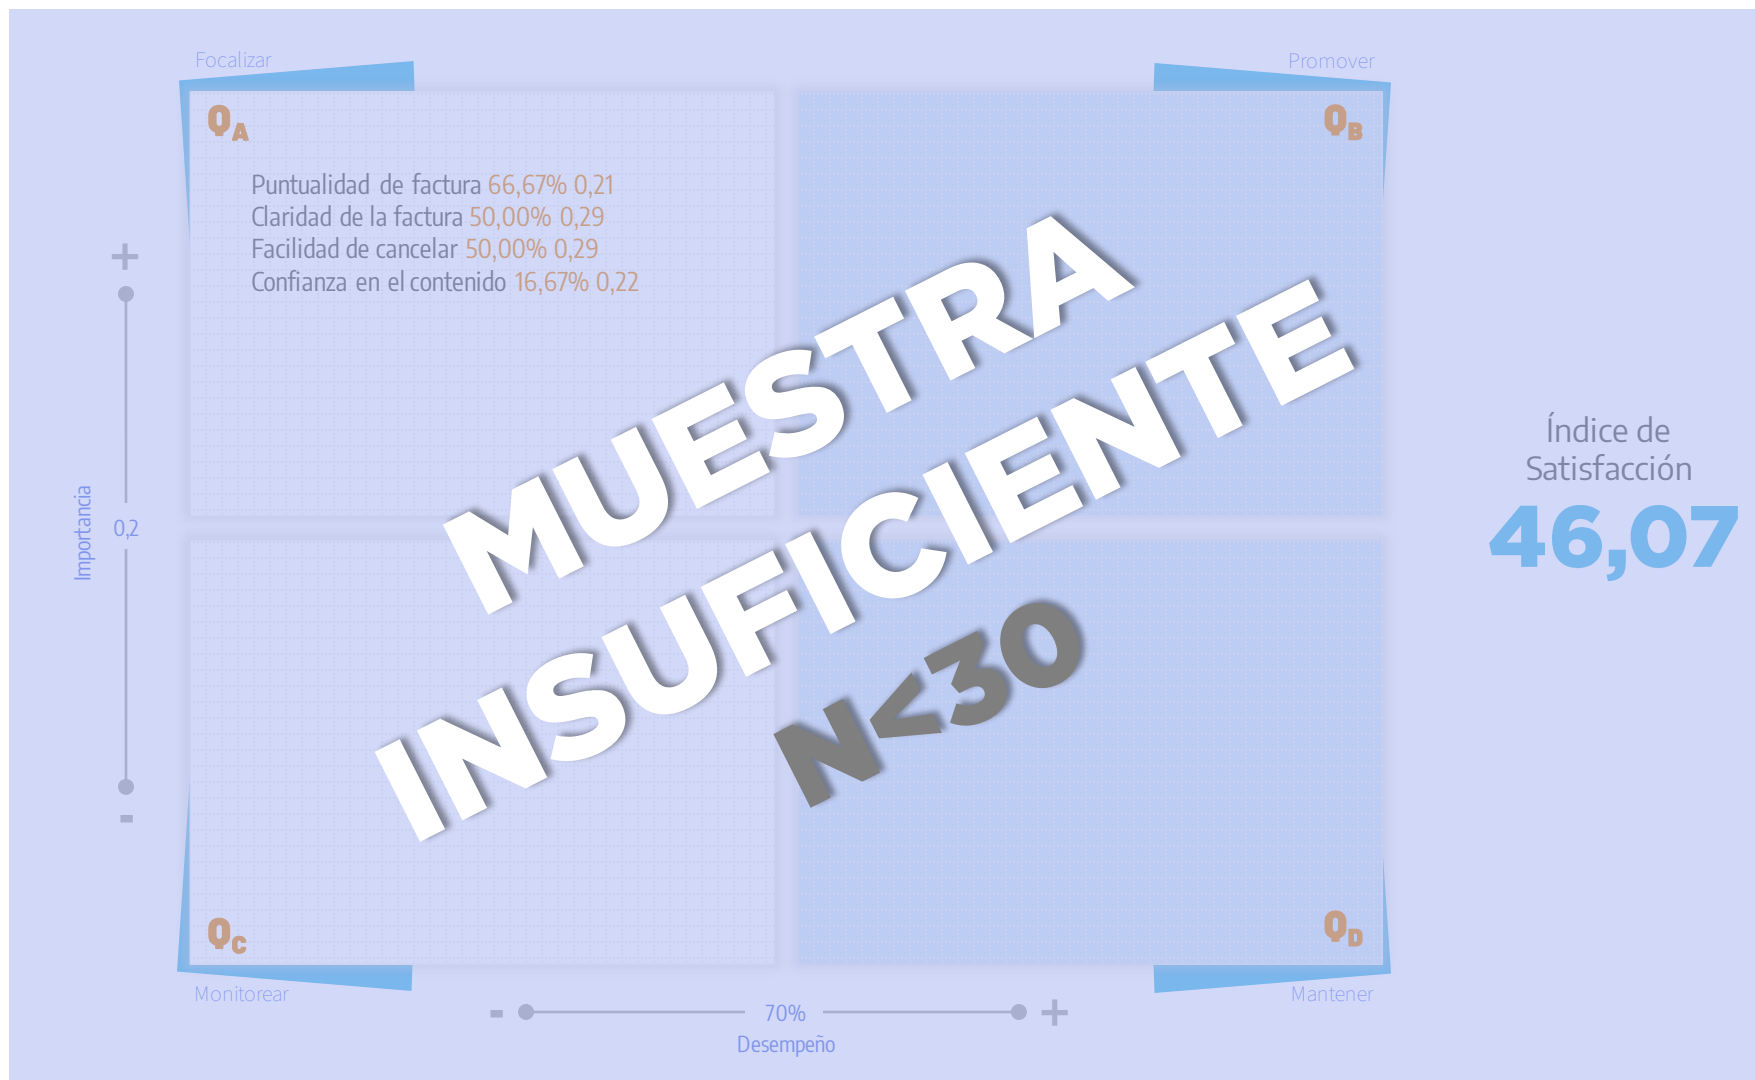 Focalizar
Promover
QA
QB
Puntualidad de factura 66,67% 0,21
Claridad de la factura 50,00% 0,29
Facilidad de cancelar 50,00% 0,29
Confianza en el contenido 16,67% 0,22
+
Importancia
0,2
-
MUESTRA
INSUFICIENTE
N<30
Índice de
Satisfacción
46,07
QC
QD
Monitorear
Mantener
- 70% +
Desempeño